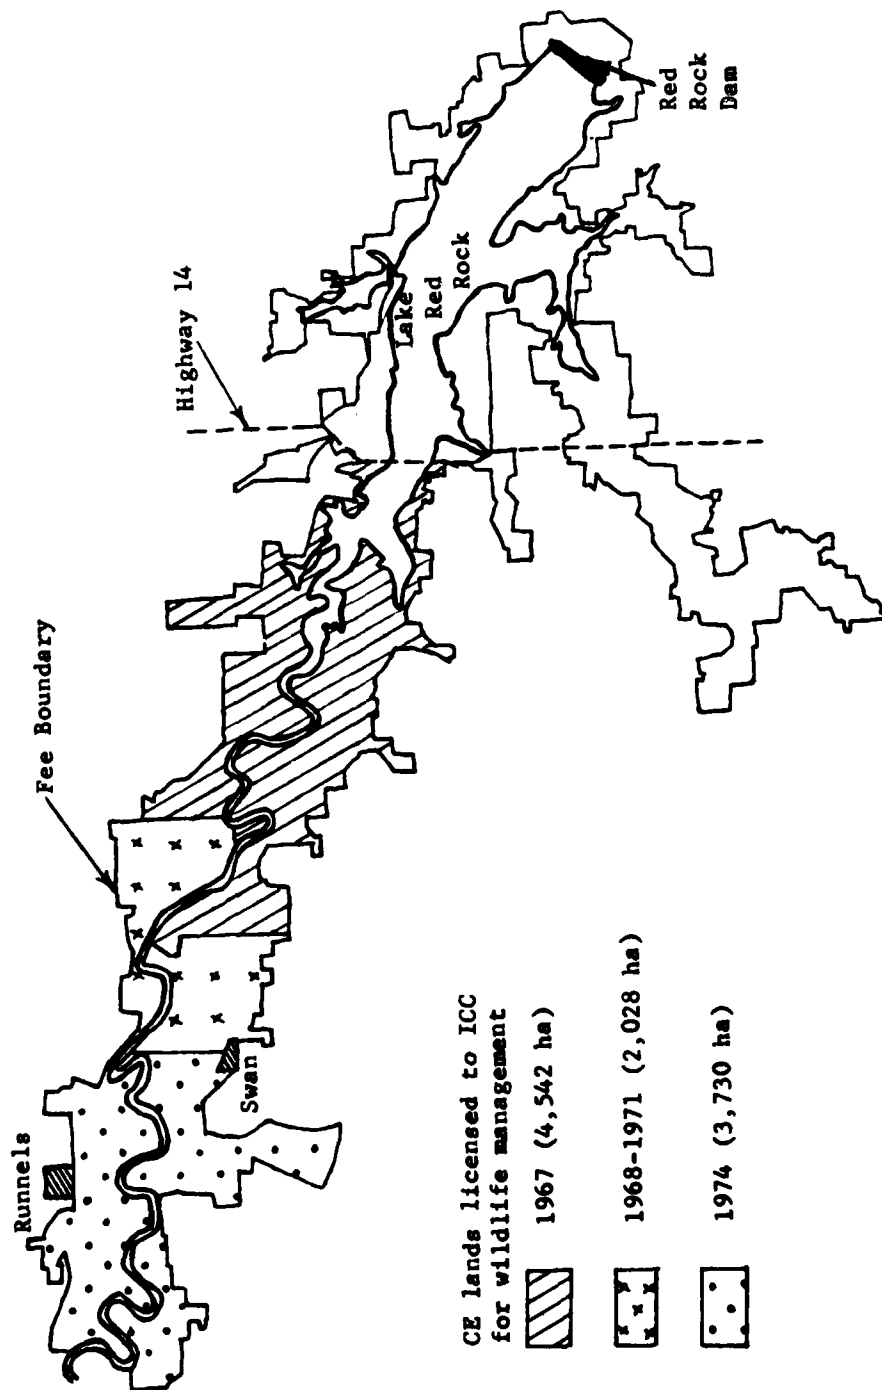 Runnels
Swan
Fee Boundary
Highway 14
Lake
Red
Rock
Red
Rock
Dam
CE lands licensed to ICC
for wildlife management
1967 (4,542 ha)
1968-1971 (2,028 ha)
1974 (3,730 ha)